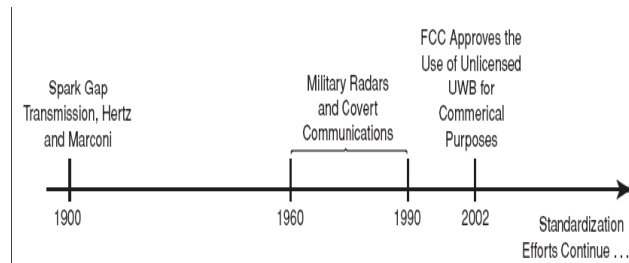 FCC Approves the
Use of Unlicensed
UWB for
Commerical
Purposes
Military Radars
and Covert
Communications
Spark Gap
Transmission, Hertz
and Marconi
1900
1960
1990
2002
Standardization
Efforts Continue ...